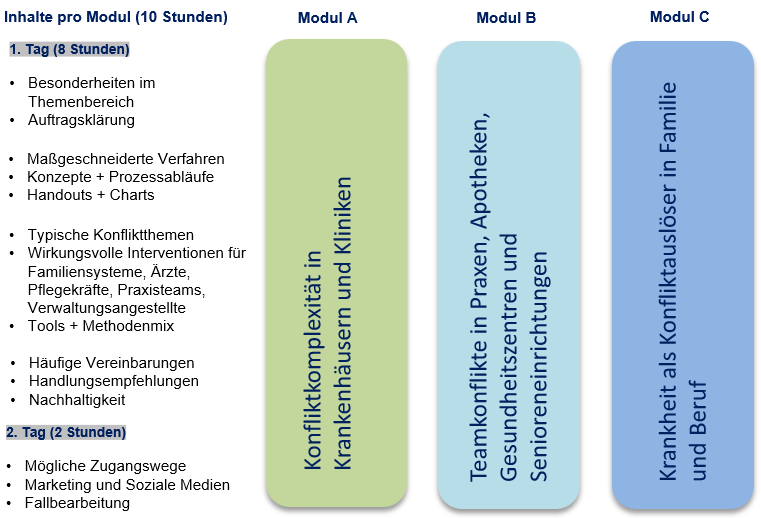 Inhalte pro Modul (10 Stunden)
Modul A
Modul B
Modul C
1. Tag (8 Stunden)
• Besonderheiten im
Themenbereich
• Auftragsklärung
• Maßgeschneiderte Verfahren
• Konzepte + Prozessabläufe
• Handouts + Charts
• Typische Konfliktthemen
• Wirkungsvolle Interventionen für
Familiensysteme, Ärzte,
Pflegekräfte, Praxisteams,
Verwaltungsangestellte
• Tools + Methodenmix
• Häufige Vereinbarungen
• Handlungsempfehlungen
• Nachhaltigkeit
2. Tag (2 Stunden)
• Mögliche Zugangswege
• Marketing und Soziale Medien
• Fallbearbeitung
Konfliktkomplexität in
Krankenhäusern und Kliniken
Teamkonflikte in Praxen, Apotheken,
Gesundheitszentren und
Senioreneinrichtungen
Krankheit als Konfliktauslöser in Familie
und Beruf